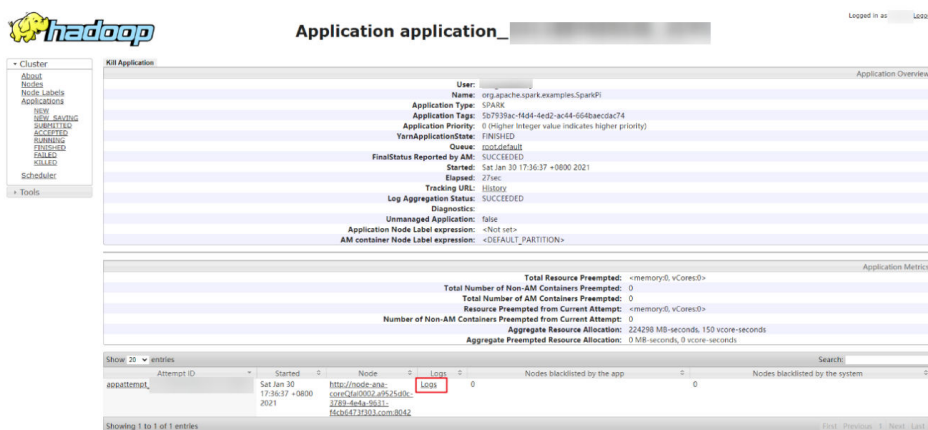 hadoop
Application application_
Logged in as
Logo
Cluster
About
Nodes
Node Labels
Applications
NEW
NEW_SAVING
SUBMITTED
ACCEPTED
RUNNING
FINISHED
FAILED
KILLED
Scheduler
Tools
Kill Application
Application Overview
User:
Name: org.apache.spark.examples.SparkPi
Application Type: SPARK
Application Tags: 5b7939ac-f4d4-4ed2-ac44-664baecdac74
Application Priority: 0 (Higher Integer value indicates higher priority)
YarnApplicationState: FINISHED
Queue: root.default
FinalStatus Reported by AM: SUCCEEDED
Started: Sat Jan 30 17:36:37 +0800 2021
Elapsed: 27sec
Tracking URL: History
Log Aggregation Status: SUCCEEDED
Diagnostics:
Unmanaged Application: false
Application Node Label expression: <Not set>
AM container Node Label expression: <DEFAULT_PARTITION>
Application Metrics
Total Resource Preempted: <memory:0, vCores:0>
Total Number of Non-AM Containers Preempted: 0
Total Number of AM Containers Preempted: 0
Resource Preempted from Current Attempt: <memory:0, vCores:0>
Number of Non-AM Containers Preempted from Current Attempt: 0
Aggregate Resource Allocation: 224298 MB-seconds, 150 vcore-seconds
Aggregate Preempted Resource Allocation: 0 MB-seconds, 0 vcore-seconds
Show 20 entries
Search:
Attempt ID Started Node Logs Nodes blacklisted by the app Nodes blacklisted by the system
appattempt_ Sat Jan 30 http://node-ana- Logs 0 0
17:36:37 +0800 coreQfal0002.a9525d0c-
2021 3789-4e4a-9631-
f4cb6473f303.com:8042
Showing 1 to 1 of 1 entries
First Previous 1 Next Last